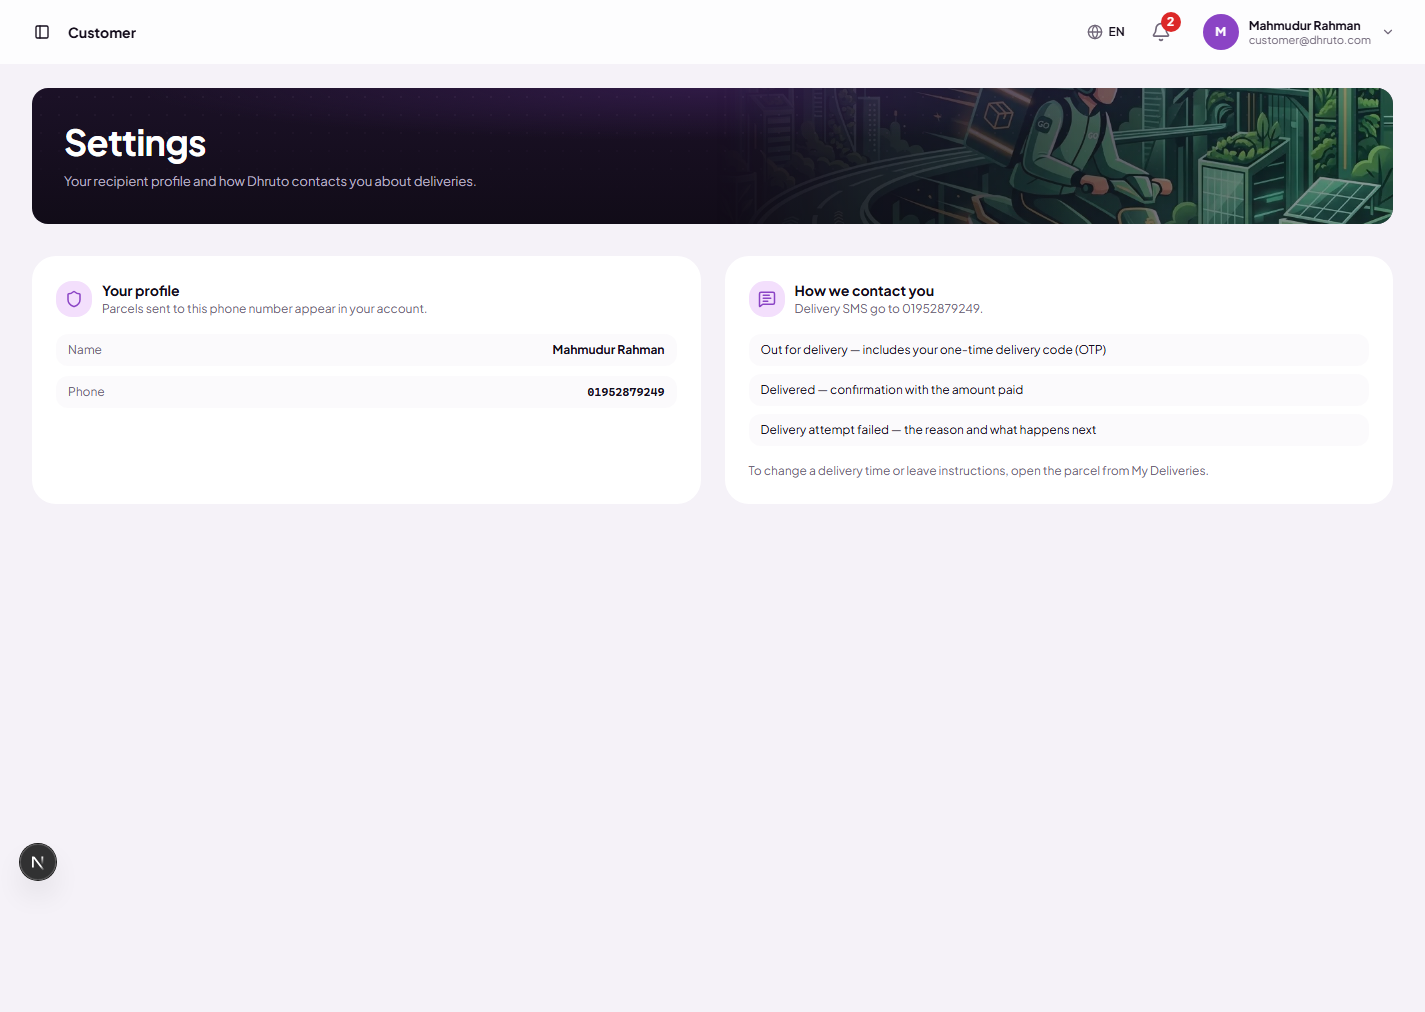 Customer
EN
2
M
Mahmudur Rahman
customer@dhruto.com
Settings
Your recipient profile and how Dhruto contacts you about deliveries.
GO
Your profile
Parcels sent to this phone number appear in your account.
Name
Mahmudur Rahman
Phone
01952879249
How we contact you
Delivery SMS go to 01952879249.
Out for delivery — includes your one-time delivery code (OTP)
Delivered — confirmation with the amount paid
Delivery attempt failed — the reason and what happens next
To change a delivery time or leave instructions, open the parcel from My Deliveries.
N